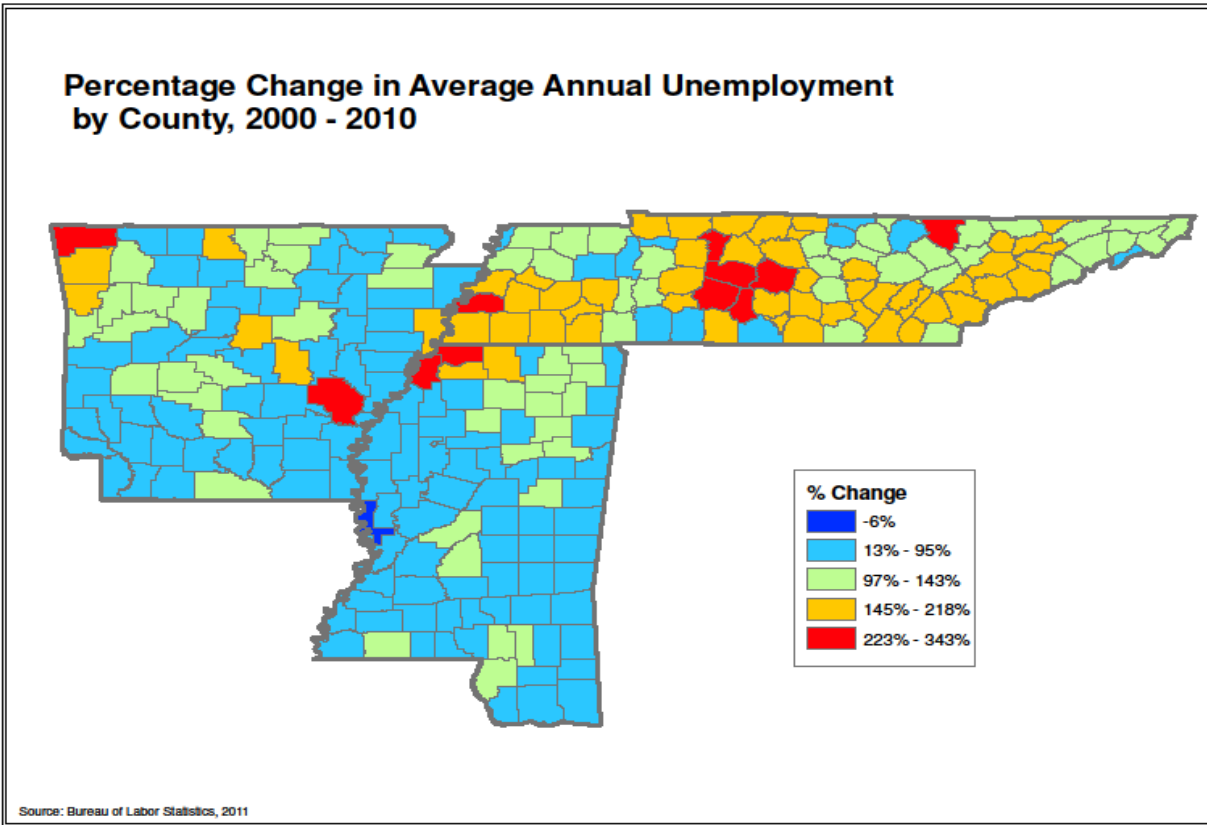 Percentage Change in Average Annual Unemployment
by County, 2000 - 2010
% Change
-6%
13% - 95%
97% - 143%
145% - 218%
223% - 343%
Source: Bureau of Labor Statistics, 2011